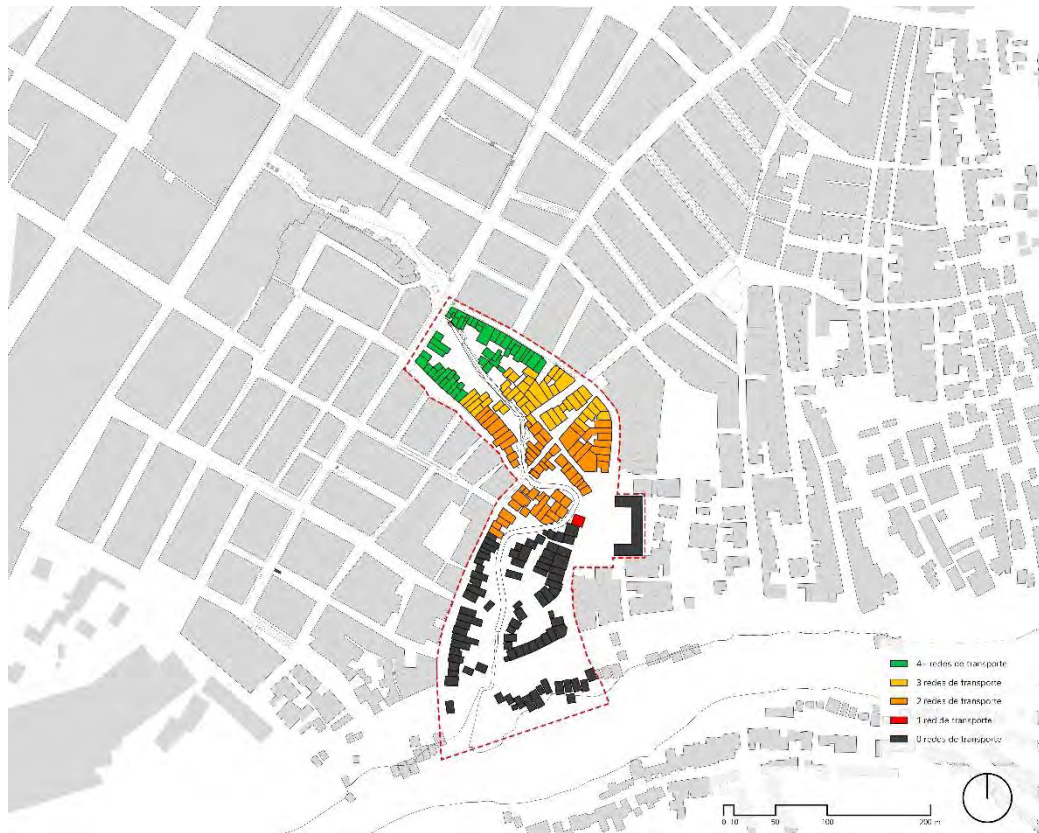 4+ redes de transporte
3 redes de transporte
2 redes de transporte
1 red de transporte
0 redes de transporte
0 10 50 100 200 m